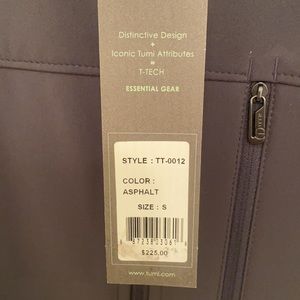 Distinctive Design
+
Iconic Tumi Attributes
=
T-TECH
ESSENTIAL GEAR
STYLE : TT-0012
COLOR :
ASPHALT
SIZE : S
$225.00
www.tumi.com